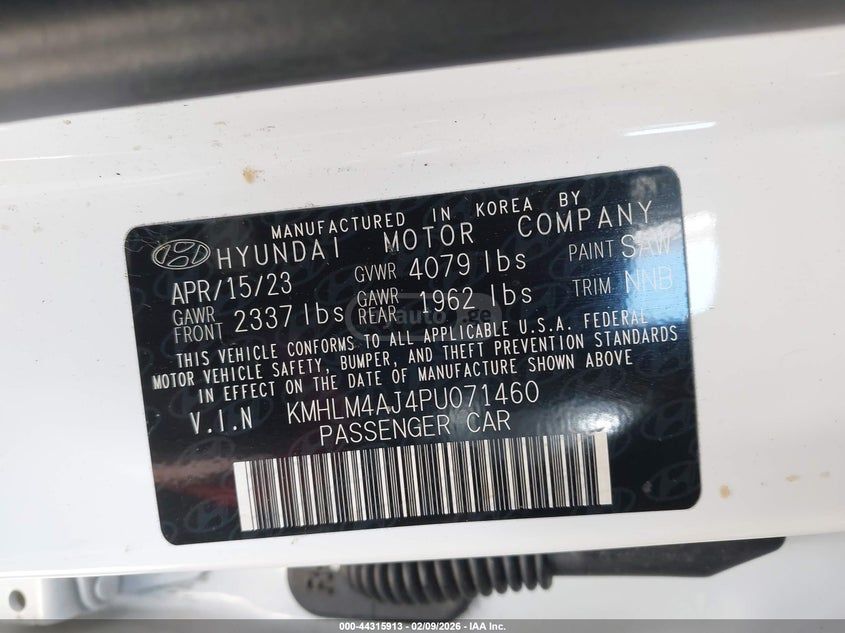 MANUFACTURED IN KOREA BY
HYUNDAI MOTOR COMPANY
APR/15/23 GVWR 4079 lbs PAINT SAW
GAWR FRONT 2337 lbs GAWR REAR 1962 lbs TRIM NNB
THIS VEHICLE CONFORMS TO ALL APPLICABLE U.S.A. FEDERAL
MOTOR VEHICLE SAFETY, BUMPER, AND THEFT PREVENTION STANDARDS
IN EFFECT ON THE DATE OF MANUFACTURE SHOWN ABOVE
V.I.N KMHLM4AJ4PU071460
PASSENGER CAR
000-44315913 - 02/09/2026 - IAA Inc.